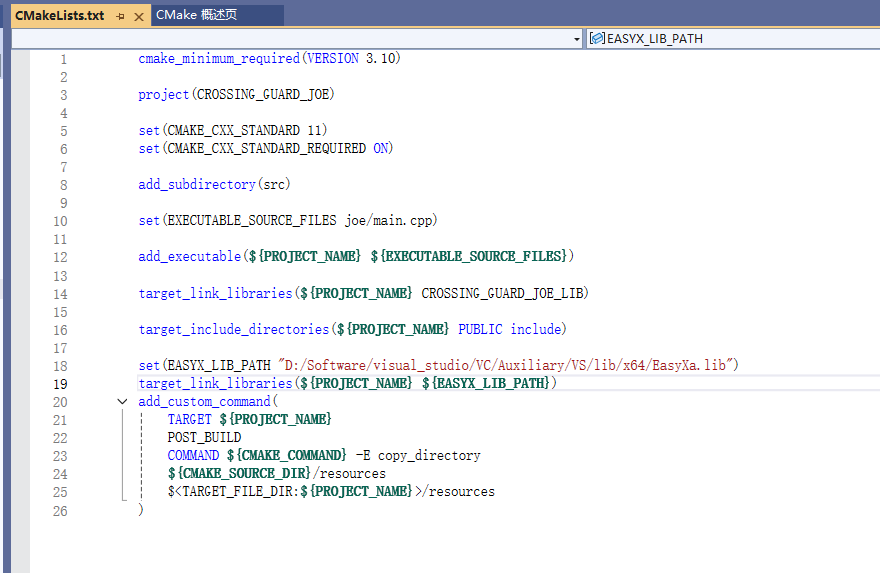 CMakeLists.txt
CMake 概述页
EASYX_LIB_PATH
1 cmake_minimum_required(VERSION 3.10)
2
3 project(CROSSING_GUARD_JOE)
4
5 set(CMAKE_CXX_STANDARD 11)
6 set(CMAKE_CXX_STANDARD_REQUIRED ON)
7
8 add_subdirectory(src)
9
10 set(EXECUTABLE_SOURCE_FILES joe/main.cpp)
11
12 add_executable(${PROJECT_NAME} ${EXECUTABLE_SOURCE_FILES})
13
14 target_link_libraries(${PROJECT_NAME} CROSSING_GUARD_JOE_LIB)
15
16 target_include_directories(${PROJECT_NAME} PUBLIC include)
17
18 set(EASYX_LIB_PATH "D:/Software/visual_studio/VC/Auxiliary/VS/lib/x64/EasyXa.lib")
19 target_link_libraries(${PROJECT_NAME} ${EASYX_LIB_PATH})
20 add_custom_command(
21 TARGET ${PROJECT_NAME}
22 POST_BUILD
23 COMMAND ${CMAKE_COMMAND} -E copy_directory
24 ${CMAKE_SOURCE_DIR}/resources
25 $<TARGET_FILE_DIR:${PROJECT_NAME}>/resources
26 )